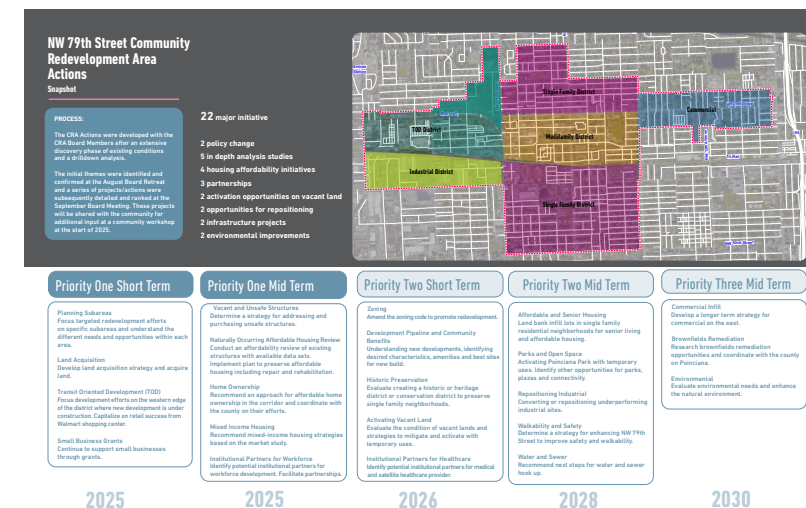 NW 79th Street Community
Redevelopment Area
Actions
Snapshot
PROCESS:
The CRA Actions were developed with the
CRA Board Members after an extensive
discovery phase of existing conditions
and a drilldown analysis.
The initial themes were identified and
confirmed at the August Board Retreat
and a series of projects/actions were
subsequently detailed and ranked at the
September Board Meeting. These projects
will be shared with the community for
additional input at a community workshop
at the start of 2025.
22 major initiative
2 policy change
5 in depth analysis studies
4 housing affordability initiatives
3 partnerships
2 activation opportunities on vacant land
2 opportunities for repositioning
2 infrastructure projects
2 environmental improvements
Single Family District
Commercial
TOD District
Multifamily District
Industrial District
Single Family District
Priority One Short Term
Planning Subareas
Focus targeted redevelopment efforts
on specific subareas and understand the
different needs and opportunities within each
area.
Land Acquisition
Develop land acquisition strategy and acquire
land.
Transit Oriented Development (TOD)
Focus development efforts on the western edge
of the district where new development is under
construction. Capitalize on retail success from
Walmart shopping center.
Small Business Grants
Continue to support small businesses
through grants.
2025
Priority One Mid Term
Vacant and Unsafe Structures
Determine a strategy for addressing and
purchasing unsafe structures.
Naturally Occurring Affordable Housing Review
Conduct an affordability review of existing
structures with available data sets.
Implement plan to preserve affordable
housing including repair and rehabilitation.
Home Ownership
Recommend an approach for affordable home
ownership in the corridor and coordinate with
the county on their efforts.
Mixed Income Housing
Recommend mixed-income housing strategies
based on the market study.
Institutional Partners for Workforce
Identify potential institutional partners for
workforce development. Facilitate partnerships.
2025
Priority Two Short Term
Zoning
Amend the zoning code to promote redevelopment.
Development Pipeline and Community
Benefits
Understanding new developments, identifying
desired characteristics, amenities and best sites
for new build.
Historic Preservation
Evaluate creating a historic or heritage
district or conservation district to preserve
single family neighborhoods.
Activating Vacant Land
Evaluate the condition of vacant lands and
strategies to mitigate and activate with
temporary uses.
Institutional Partners for Healthcare
Identify potential institutional partners for medical
and satellite healthcare provider.
2026
Priority Two Mid Term
Affordable and Senior Housing
Land bank infill lots in single family
residential neighborhoods for senior living
and affordable housing.
Parks and Open Space
Activating Poinciana Park with temporary
uses. Identify other opportunities for parks,
plazas and connectivity.
Repositioning Industrial
Converting or repositioning underperforming
industrial sites.
Walkability and Safety
Determine a strategy for enhancing NW 79th
Street to improve safety and walkability.
Water and Sewer
Recommend next steps for water and sewer
hook up.
2028
Priority Three Mid Term
Commercial Infill
Develop a longer term strategy for
commercial on the east.
Brownfields Remediation
Research brownfields remediation
opportunities and coordinate with the county
on Poinciana.
Environmental
Evaluate environmental needs and enhance
the natural environment.
2030